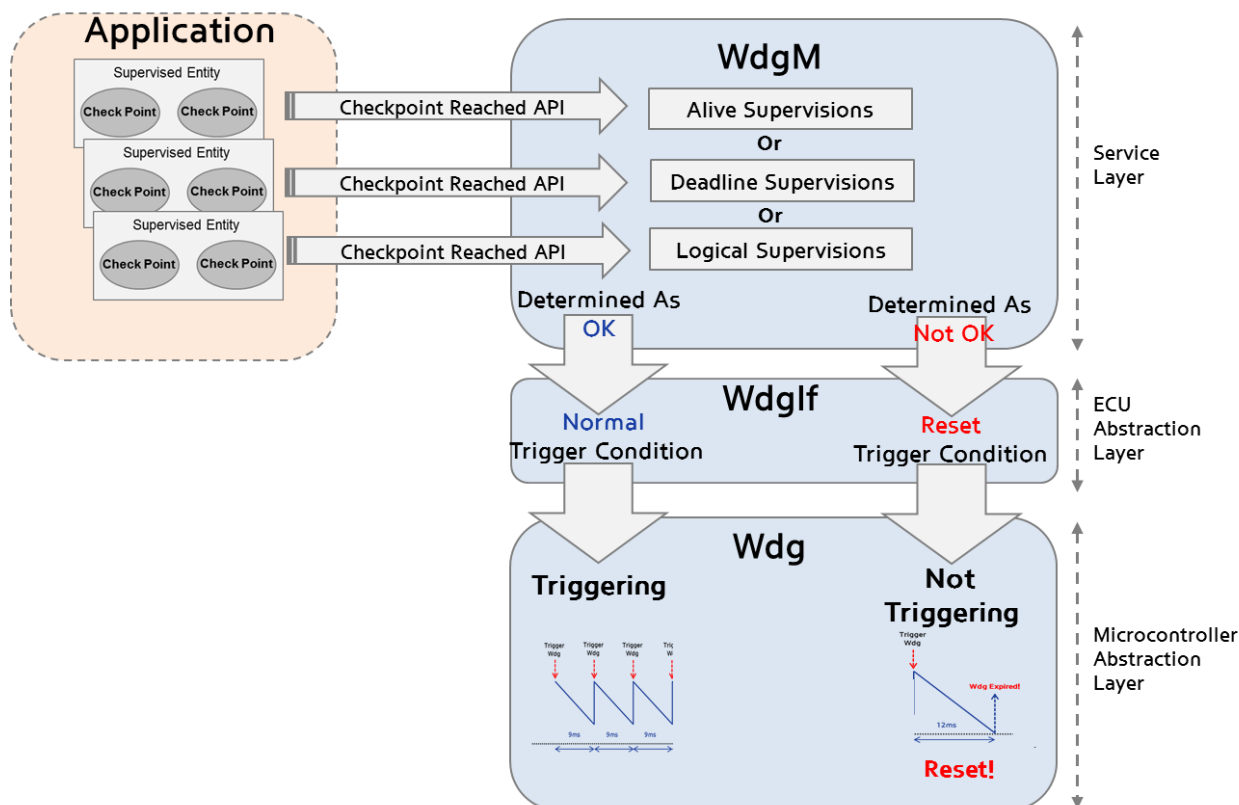 Application
Supervised Entity
Check Point Check Point
Supervised Entity
Check Point Check Point
Supervised Entity
Check Point Check Point
Checkpoint Reached API
Checkpoint Reached API
Checkpoint Reached API
WdgM
Alive Supervisions
Or
Deadline Supervisions
Or
Logical Supervisions
Determined As
OK
Determined As
Not OK
Service
Layer
WdgIf
Normal
Trigger Condition
Reset
Trigger Condition
ECU
Abstraction
Layer
Wdg
Triggering
Trigger Trigger Trigger
Wdg Wdg Wdg
9ms 9ms 9ms
Not
Triggering
Trigger
Wdg
Wdg Expired!
12ms
Reset!
Microcontroller
Abstraction
Layer